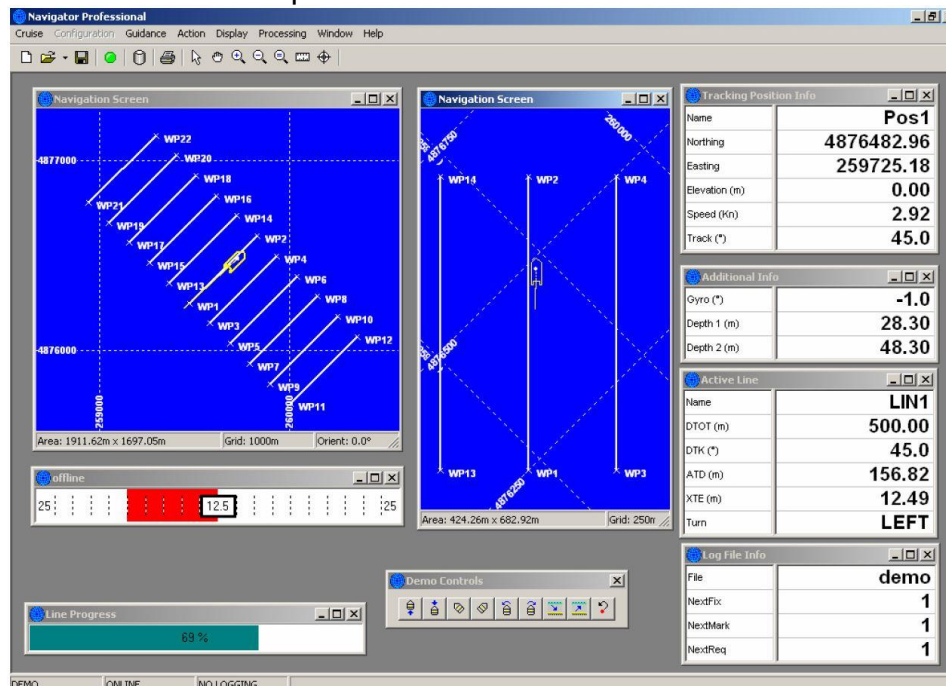 Navigator Professional
Cruise Configuration Guidance Action Display Processing Window Help
Navigation Screen
WP22
4877000
WP20
WP18
WP16
WP21
WP14
WP19
WP2
WP17
WP4
WP15
WP6
WP13
WP8
WP1
WP10
WP3
WP12
4876000
WP5
WP7
WP9
WP11
259000
260000
Area: 1911.62m x 1697.05m Grid: 1000m Orient: 0.0°
Navigation Screen
4876750
260000
WP14 WP2 WP4
4876500
WP13 WP1 WP3
4876250
Area: 424.26m x 682.92m Grid: 250m
Tracking Position Info
Name Pos1
Northing 4876482.96
Easting 259725.18
Elevation (m) 0.00
Speed (Kn) 2.92
Track (°) 45.0
Additional Info
Gyro (°) -1.0
Depth 1 (m) 28.30
Depth 2 (m) 48.30
Active Line
Name LIN1
DTOT (m) 500.00
DTK (°) 45.0
ATD (m) 156.82
XTE (m) 12.49
Turn LEFT
offline
25 12.5 25
Log File Info
File demo
NextFix 1
NextMark 1
NextReq 1
Demo Controls
Line Progress
69 %
DEMO ONLINE NO LOGGING